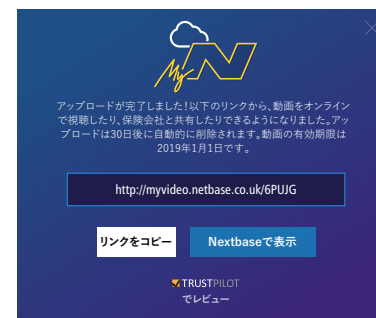 My N
アップロードが完了しました!以下のリンクから、動画をオンライン
で視聴したり、保険会社と共有したりできるようになりました。アッ
プロードは30日後に自動的に削除されます。動画の有効期限は
2019年1月1日です。
http://myvideo.netbase.co.uk/6PUJG
リンクをコピー
Nextbaseで表示
TRUSTPILOT
でレビュー